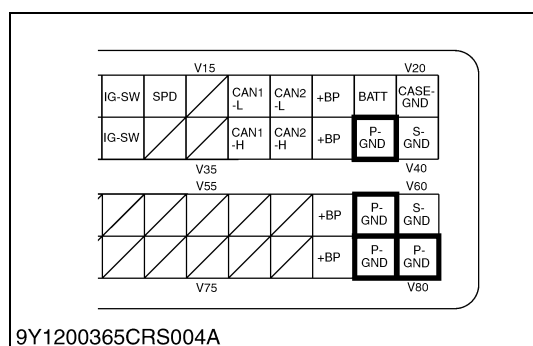 V15 V20
IG-SW SPD CAN1-L CAN2-L +BP BATT CASE-GND
IG-SW CAN1-H CAN2-H +BP P-GND S-GND
V35 V40
V55 V60
+BP P-GND S-GND
+BP P-GND P-GND
V75 V80
9Y1200365CRS004A